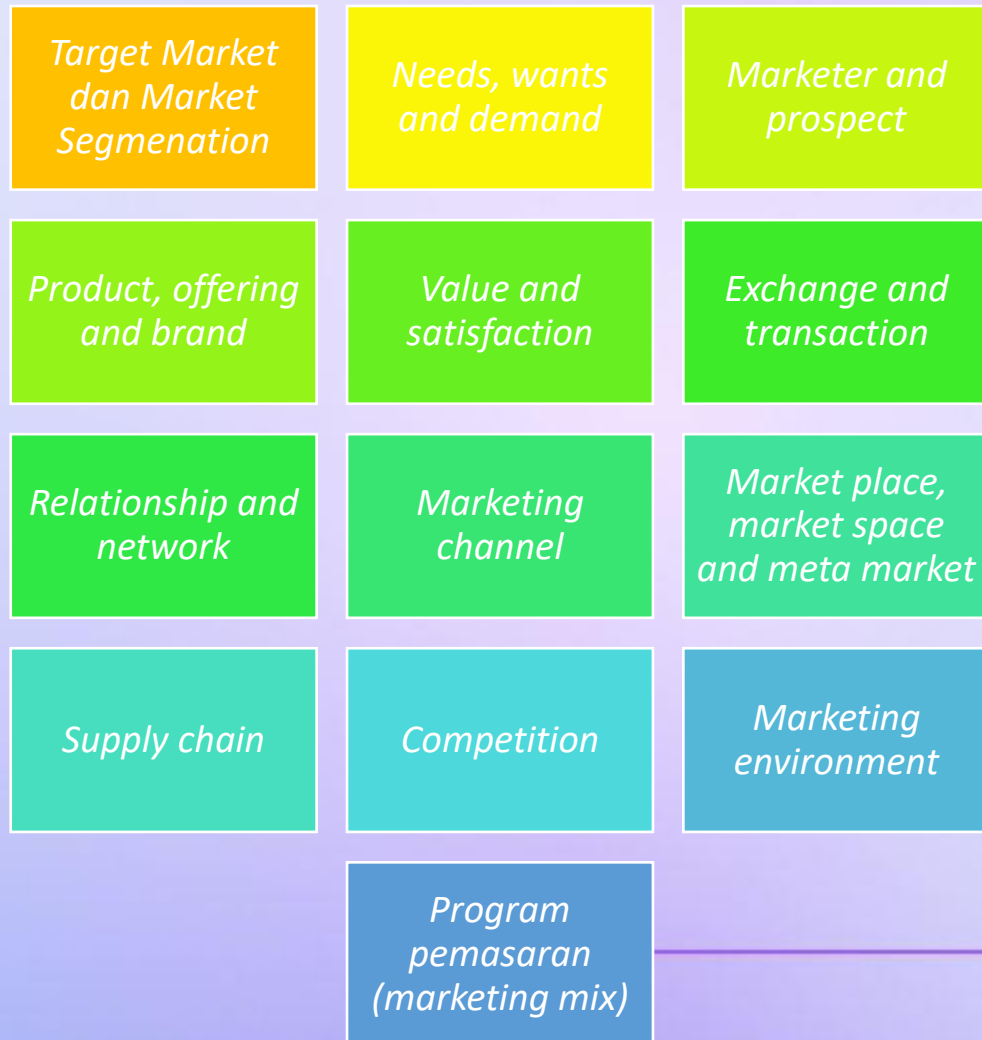 Target Market
dan Market
Segmenation
Needs, wants
and demand
Marketer and
prospect
Product, offering
and brand
Value and
satisfaction
Exchange and
transaction
Relationship and
network
Marketing
channel
Market place,
market space
and meta market
Supply chain
Competition
Marketing
environment
Program
pemasaran
(marketing mix)